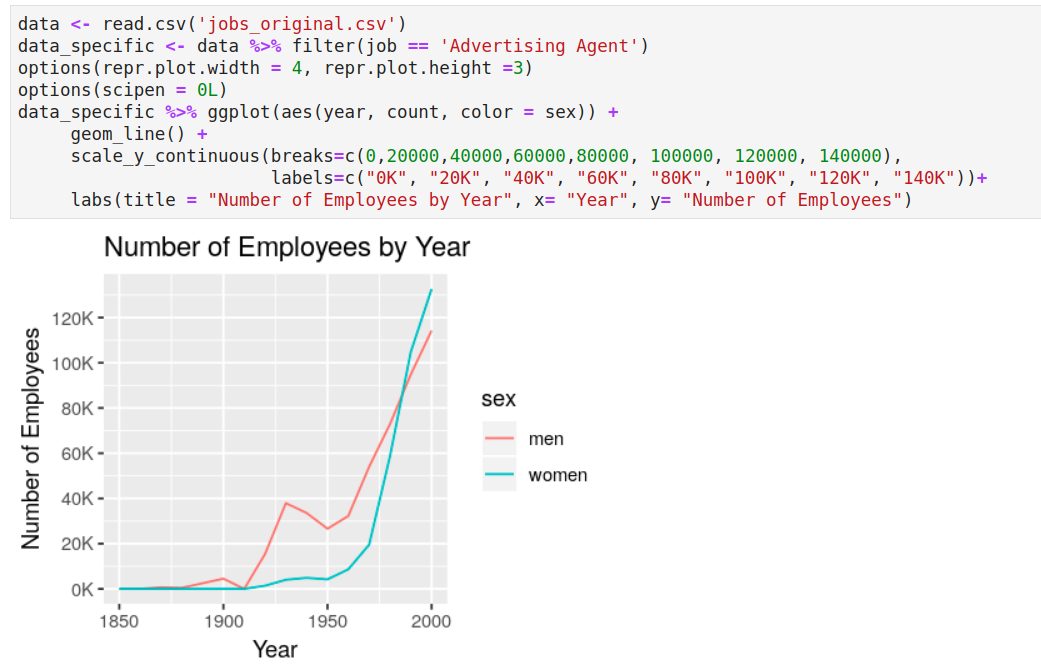 data <- read.csv('jobs_original.csv')
data_specific <- data %>% filter(job == 'Advertising Agent')
options(repr.plot.width = 4, repr.plot.height =3)
options(scipen = 0L)
data_specific %>% ggplot(aes(year, count, color = sex)) +
     geom_line() +
     scale_y_continuous(breaks=c(0,20000,40000,60000,80000, 100000, 120000, 140000),
                        labels=c("0K", "20K", "40K", "60K", "80K", "100K", "120K", "140K"))+
     labs(title = "Number of Employees by Year", x= "Year", y= "Number of Employees")
Number of Employees by Year
Number of Employees
120K
100K
80K
60K
40K
20K
0K
1850 1900 1950 2000
Year
sex
men
women